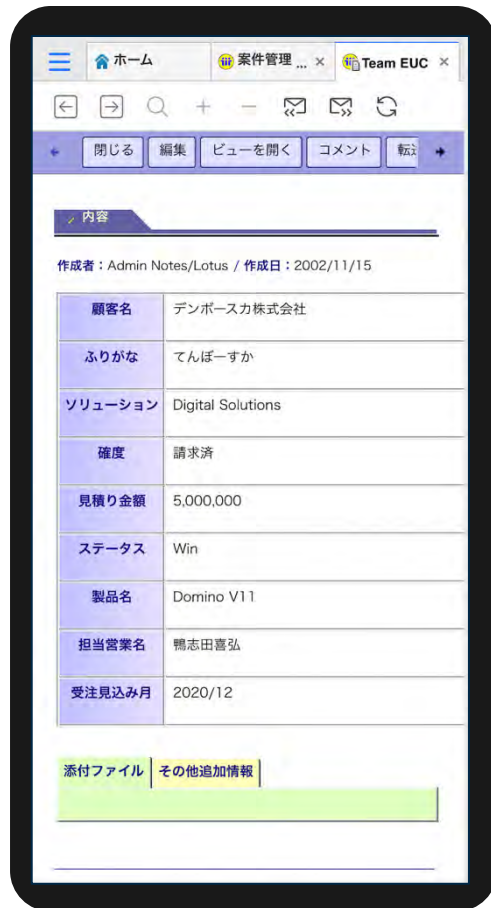 ホーム 案件管理 ... × Team EUC ×
閉じる 編集 ビューを開く コメント
内容
作成者：Admin Notes/Lotus / 作成日：2002/11/15
顧客名 デンボースカ株式会社
ふりがな てんぼーすか
ソリューション Digital Solutions
確度 請求済
見積り金額 5,000,000
ステータス Win
製品名 Domino V11
担当営業名 鴨志田喜弘
受注見込み月 2020/12
添付ファイル その他追加情報